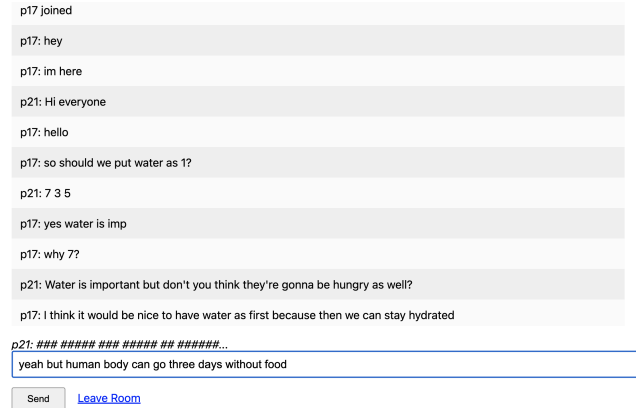 p17 joined
p17: hey
p17: im here
p21: Hi everyone
p17: hello
p17: so should we put water as 1?
p21: 7 3 5
p17: yes water is imp
p17: why 7?
p21: Water is important but don't you think they're gonna be hungry as well?
p17: I think it would be nice to have water as first because then we can stay hydrated
p21: ### ##### ### ##### ## ######...
yeah but human body can go three days without food
Send Leave Room